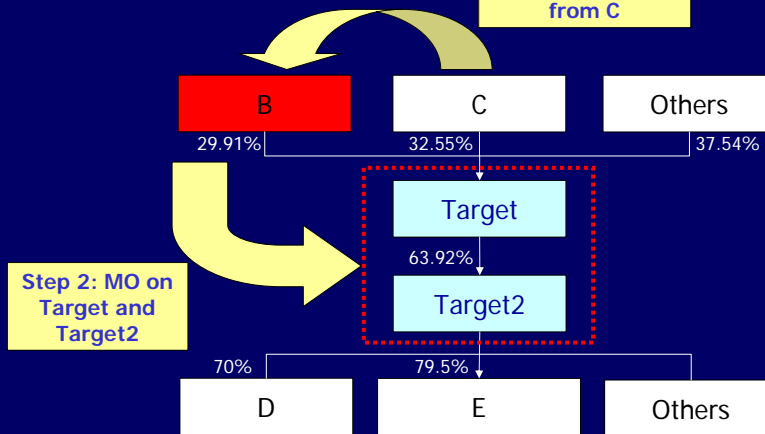 from C
B
C
Others
29.91%
32.55%
37.54%
Target
63.92%
Step 2: MO on
Target and
Target2
Target2
70%
79.5%
D
E
Others